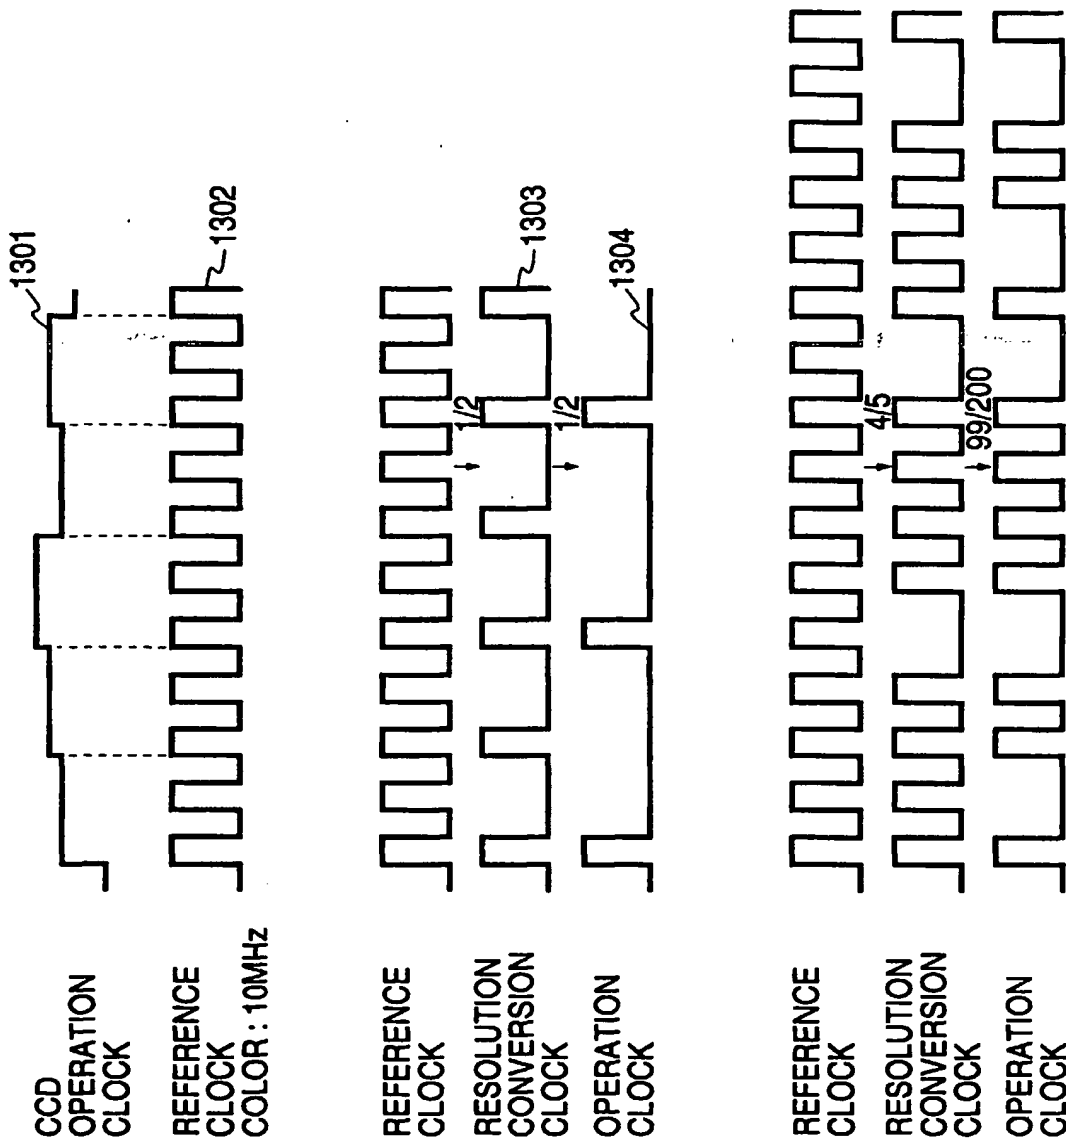 CCD
OPERATION
CLOCK
1301
REFERENCE
CLOCK
COLOR : 10MHz
1302
REFERENCE
CLOCK
1/2
RESOLUTION
CONVERSION
CLOCK
1303
1/2
OPERATION
CLOCK
1304
REFERENCE
CLOCK
4/5
RESOLUTION
CONVERSION
CLOCK
99/200
OPERATION
CLOCK